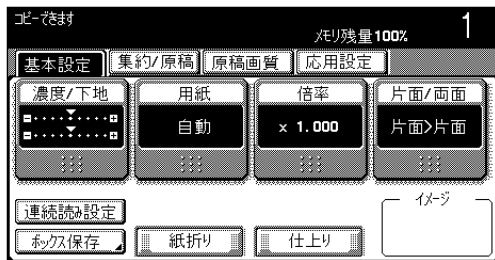 コピーできます
メモリ残量100% 1
基本設定 集約/原稿 原稿画質 応用設定
濃度/下地 用紙 倍率 片面/両面
自動 × 1.000 片面>片面
連続読み設定 イメージ
ボックス保存 紙折り 仕上り